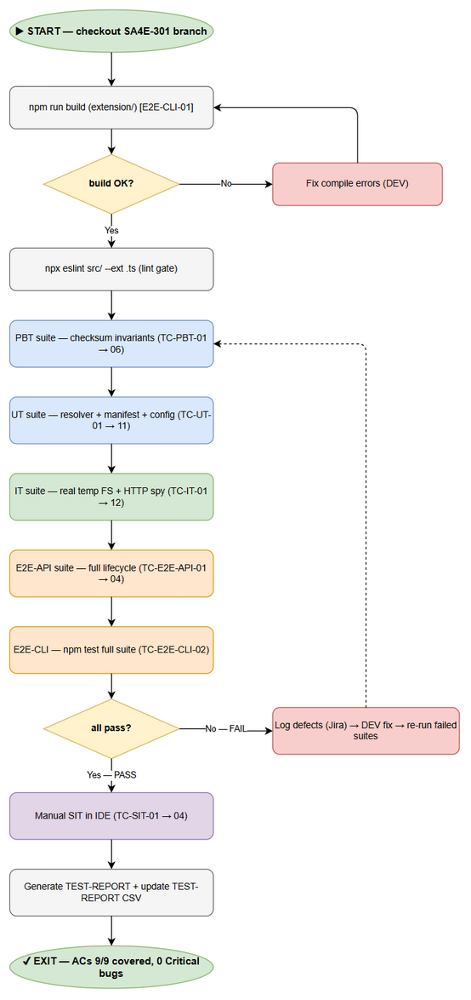 ▶ START — checkout SA4E-301 branch
npm run build (extension/) [E2E-CLI-01]
build OK?
No
Fix compile errors (DEV)
Yes
npx eslint src/ --ext .ts (lint gate)
PBT suite — checksum invariants (TC-PBT-01
→ 06)
UT suite — resolver + manifest + config (TC-UT-
01 → 11)
IT suite — real temp FS + HTTP spy (TC-IT-01
→ 12)
E2E-API suite — full lifecycle (TC-E2E-API-01
→ 04)
E2E-CLI — npm test full suite (TC-E2E-CLI-02)
all pass?
No — FAIL
Log defects (Jira) → DEV fix → re-run failed
suites
Yes — PASS
Manual SIT in IDE (TC-SIT-01 → 04)
Generate TEST-REPORT + update TEST-
REPORT CSV
✔ EXIT — ACs 9/9 covered, 0 Critical
bugs